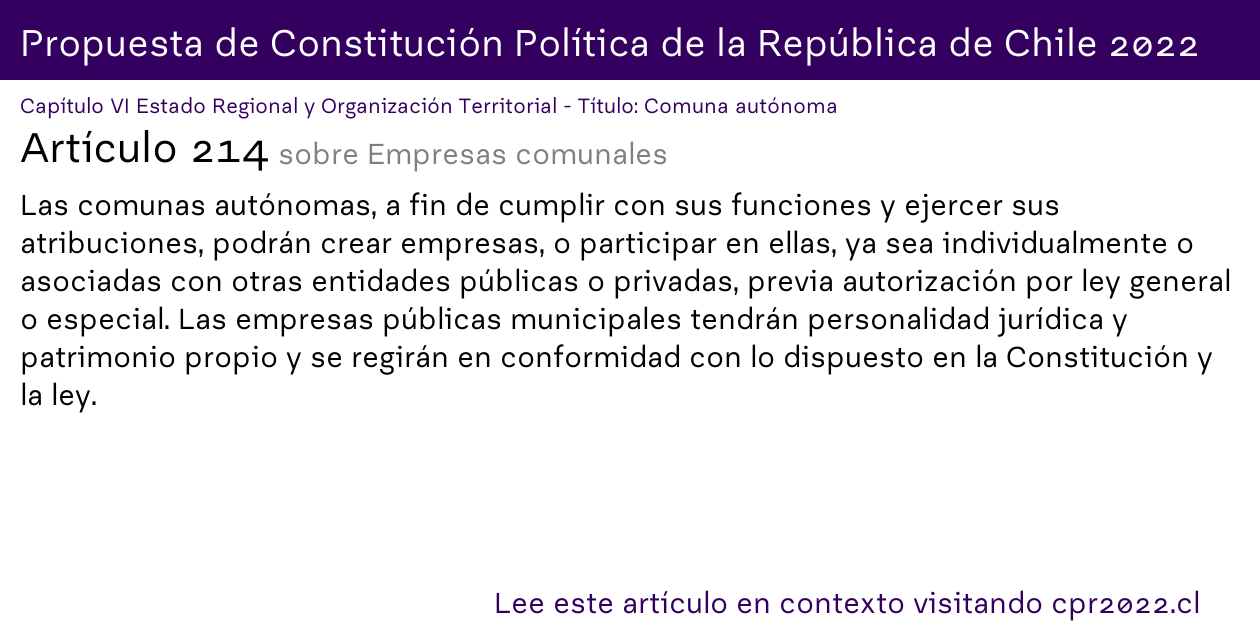 Propuesta de Constitución Política de la República de Chile 2022
Capítulo VI Estado Regional y Organización Territorial - Título: Comuna autónoma
Artículo 214 sobre Empresas comunales
Las comunas autónomas, a fin de cumplir con sus funciones y ejercer sus
atribuciones, podrán crear empresas, o participar en ellas, ya sea individualmente o
asociadas con otras entidades públicas o privadas, previa autorización por ley general
o especial. Las empresas públicas municipales tendrán personalidad jurídica y
patrimonio propio y se regirán en conformidad con lo dispuesto en la Constitución y
la ley.
Lee este artículo en contexto visitando cpr2022.cl